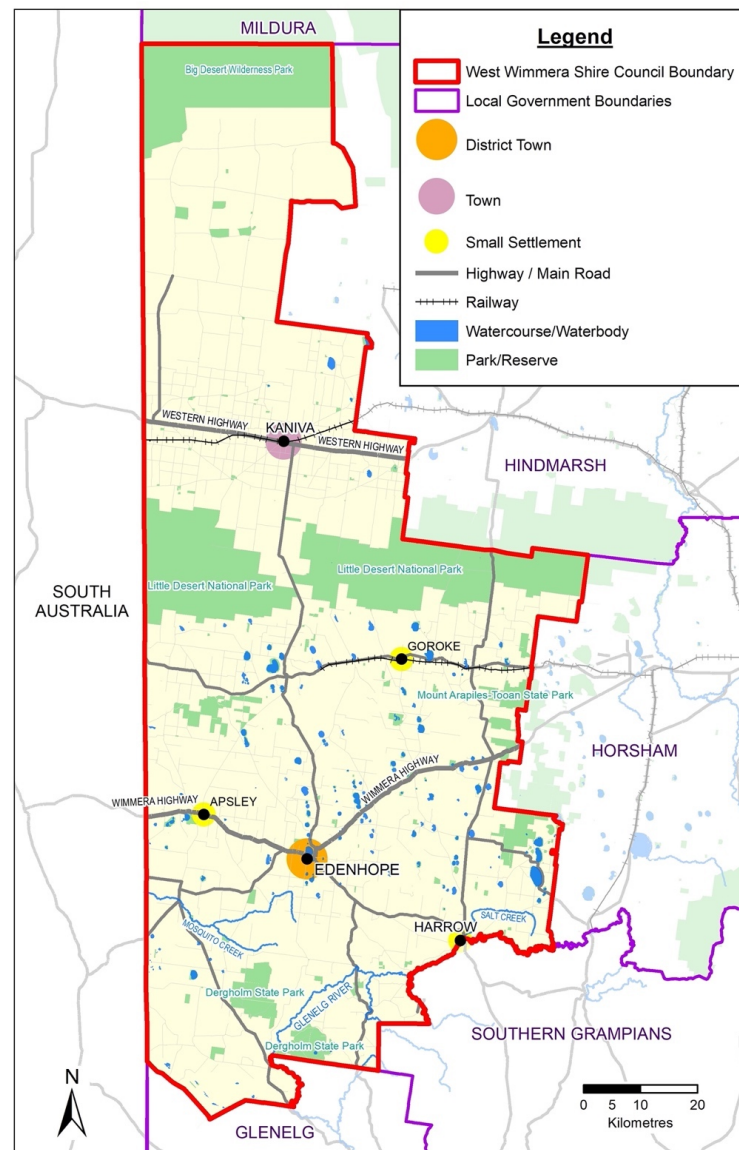 MILDURA
Big Desert Wilderness Park
Legend
West Wimmera Shire Council Boundary
Local Government Boundaries
District Town
Town
Small Settlement
Highway / Main Road
Railway
Watercourse/Waterbody
Park/Reserve
WESTERN HIGHWAY
KANIVA
WESTERN HIGHWAY
HINDMARSH
Little Desert National Park
Little Desert National Park
SOUTH
AUSTRALIA
GOROKE
Mount Arapiles-Tooan State Park
HORSHAM
WIMMERA HIGHWAY
WIMMERA HIGHWAY
APSLEY
EDENHOPE
HARROW
SALT CREEK
MOSQUITO CREEK
Dergholm State Park
GLENELG RIVER
Dergholm State Park
SOUTHERN GRAMPIANS
N
GLENELG
0 5 10 20
Kilometres